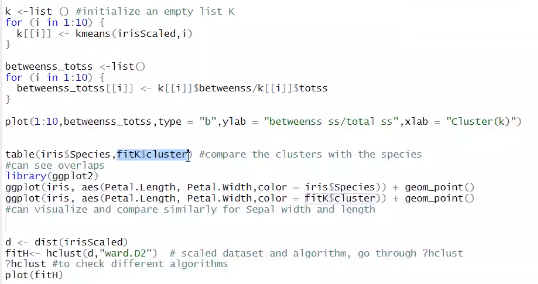 k <-list () #initialize an empty list K
for (i in 1:10) {
k[[i]] <- kmeans(irisScaled,i)
}
betweenns_totss <-list()
for (i in 1:10) {
betweenns_totss[[i]] <- k[[i]]$betweenss/k[[i]]$totss
}
plot(1:10,betweenns_totss,type = "b",ylab = "betweenns ss/total ss",xlab = "Cluster(k)")
table(iris$Species,fitK$cluster) #compare the clusters with the species
#can see overlaps
library(ggplot2)
ggplot(iris, aes(Petal.Length, Petal.Width,color = iris$Species)) + geom_point()
ggplot(iris, aes(Petal.Length, Petal.Width,color = fitK$cluster)) + geom_point()
#can visualize and compare similarly for Sepal width and length
d <- dist(irisScaled)
fitH<- hclust(d,"ward.D2") # scaled dataset and algorithm, go through ?hclust
?hclust #to check different algorithms
plot(fitH)